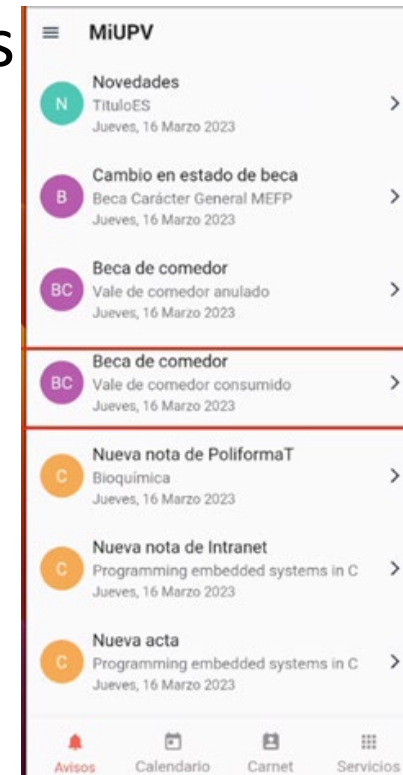 S
MiUPV
N
Novedades
TituloES
Jueves, 16 Marzo 2023
B
Cambio en estado de beca
Beca Carácter General MEFP
Jueves, 16 Marzo 2023
BC
Beca de comedor
Vale de comedor anulado
Jueves, 16 Marzo 2023
BC
Beca de comedor
Vale de comedor consumido
Jueves, 16 Marzo 2023
C
Nueva nota de PoliformaT
Bioquímica
Jueves, 16 Marzo 2023
C
Nueva nota de Intranet
Programming embedded systems in C
Jueves, 16 Marzo 2023
C
Nueva acta
Programming embedded systems in C
Jueves, 16 Marzo 2023
Avisos Calendario Carnet Servicios